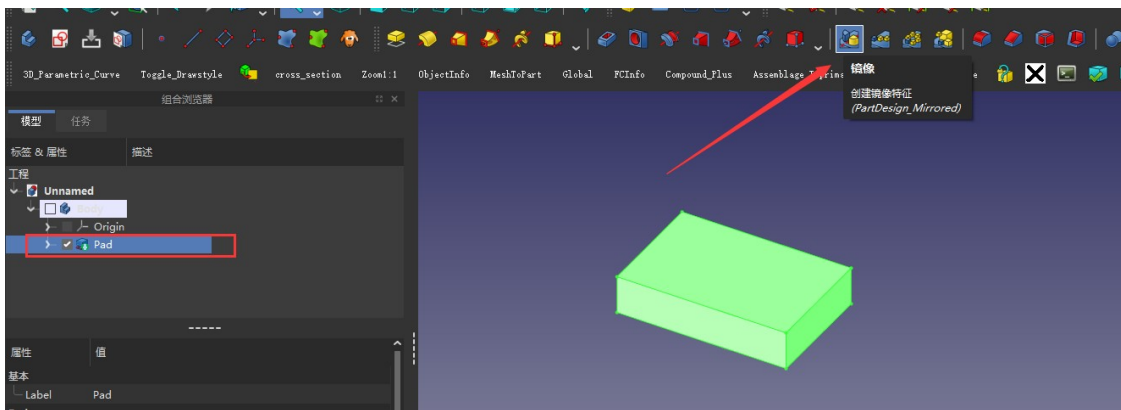 3D_Parametric_Curve Toggle_Drawstyle cross_section Zoom1:1 ObjectInfo MeshToPart Global FCInfo Compound_Plus
镜像
创建镜像特征
(PartDesign_Mirrored)
组合浏览器
模型 任务
标签 & 属性 描述
工程
Unnamed
Origin
Pad
属性 值
基本
Label Pad